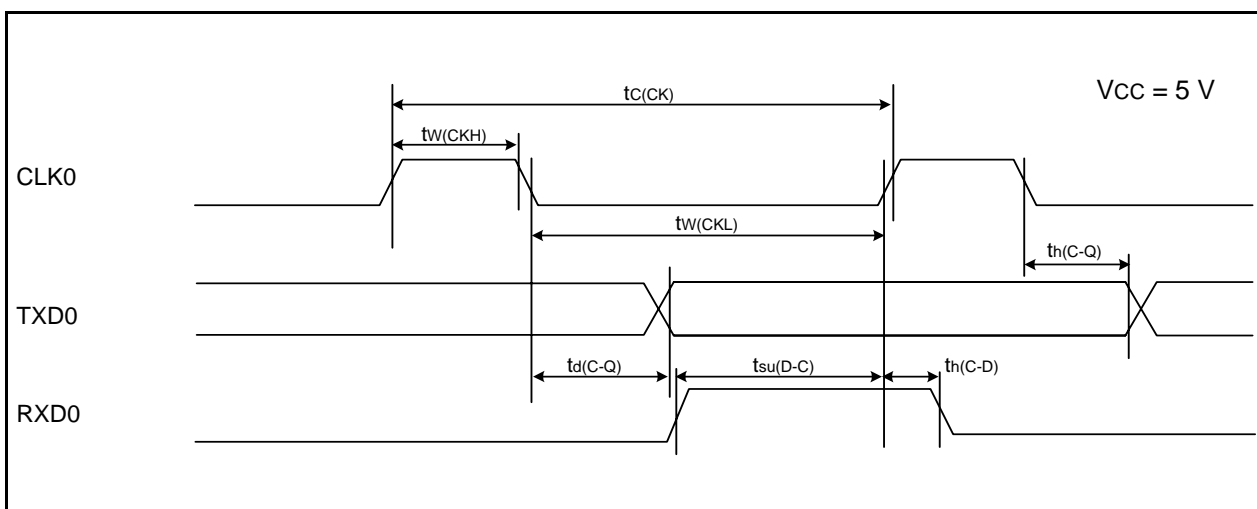 tC(CK)
VCC = 5 V
tW(CKH)
CLK0
tW(CKL)
th(C-Q)
TXD0
td(C-Q)
tsu(D-C)
th(C-D)
RXD0